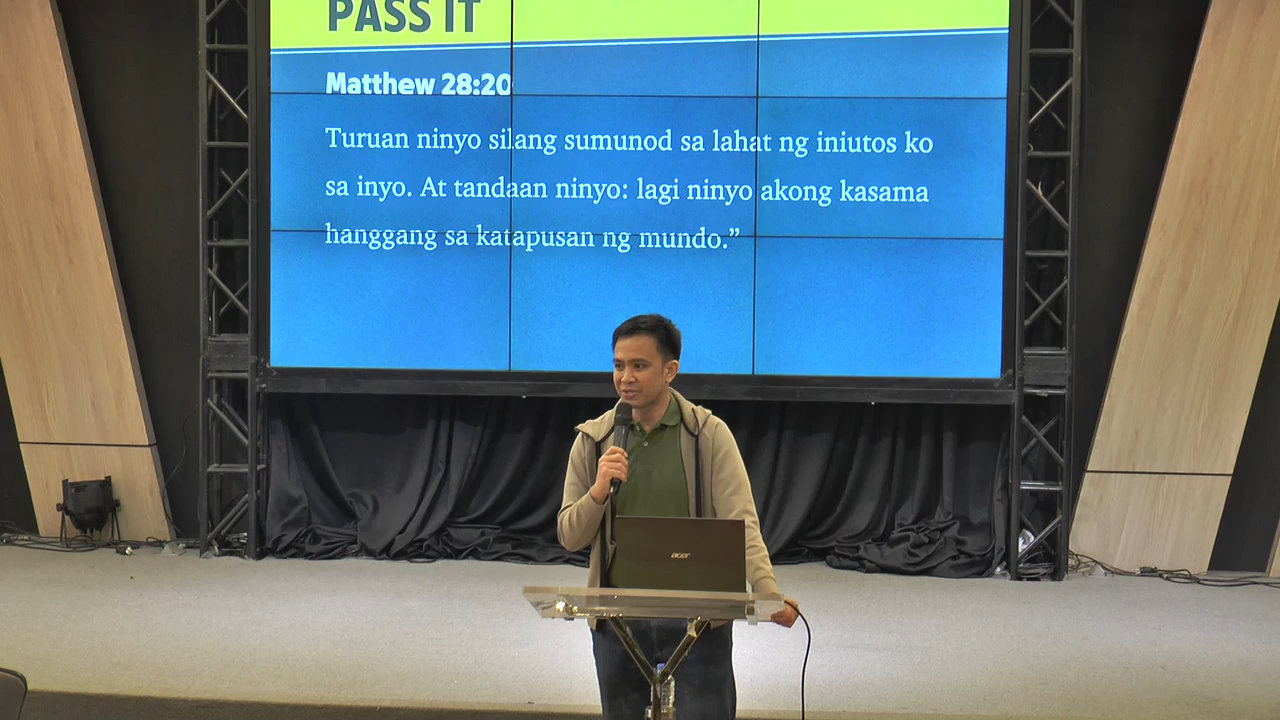 PASS IT
Matthew 28:20
Turuan ninyo silang sumunod sa lahat ng iniutos ko
sa inyo. At tandaan ninyo: lagi ninyo akong kasama
hanggang sa katapusan ng mundo.”
acer